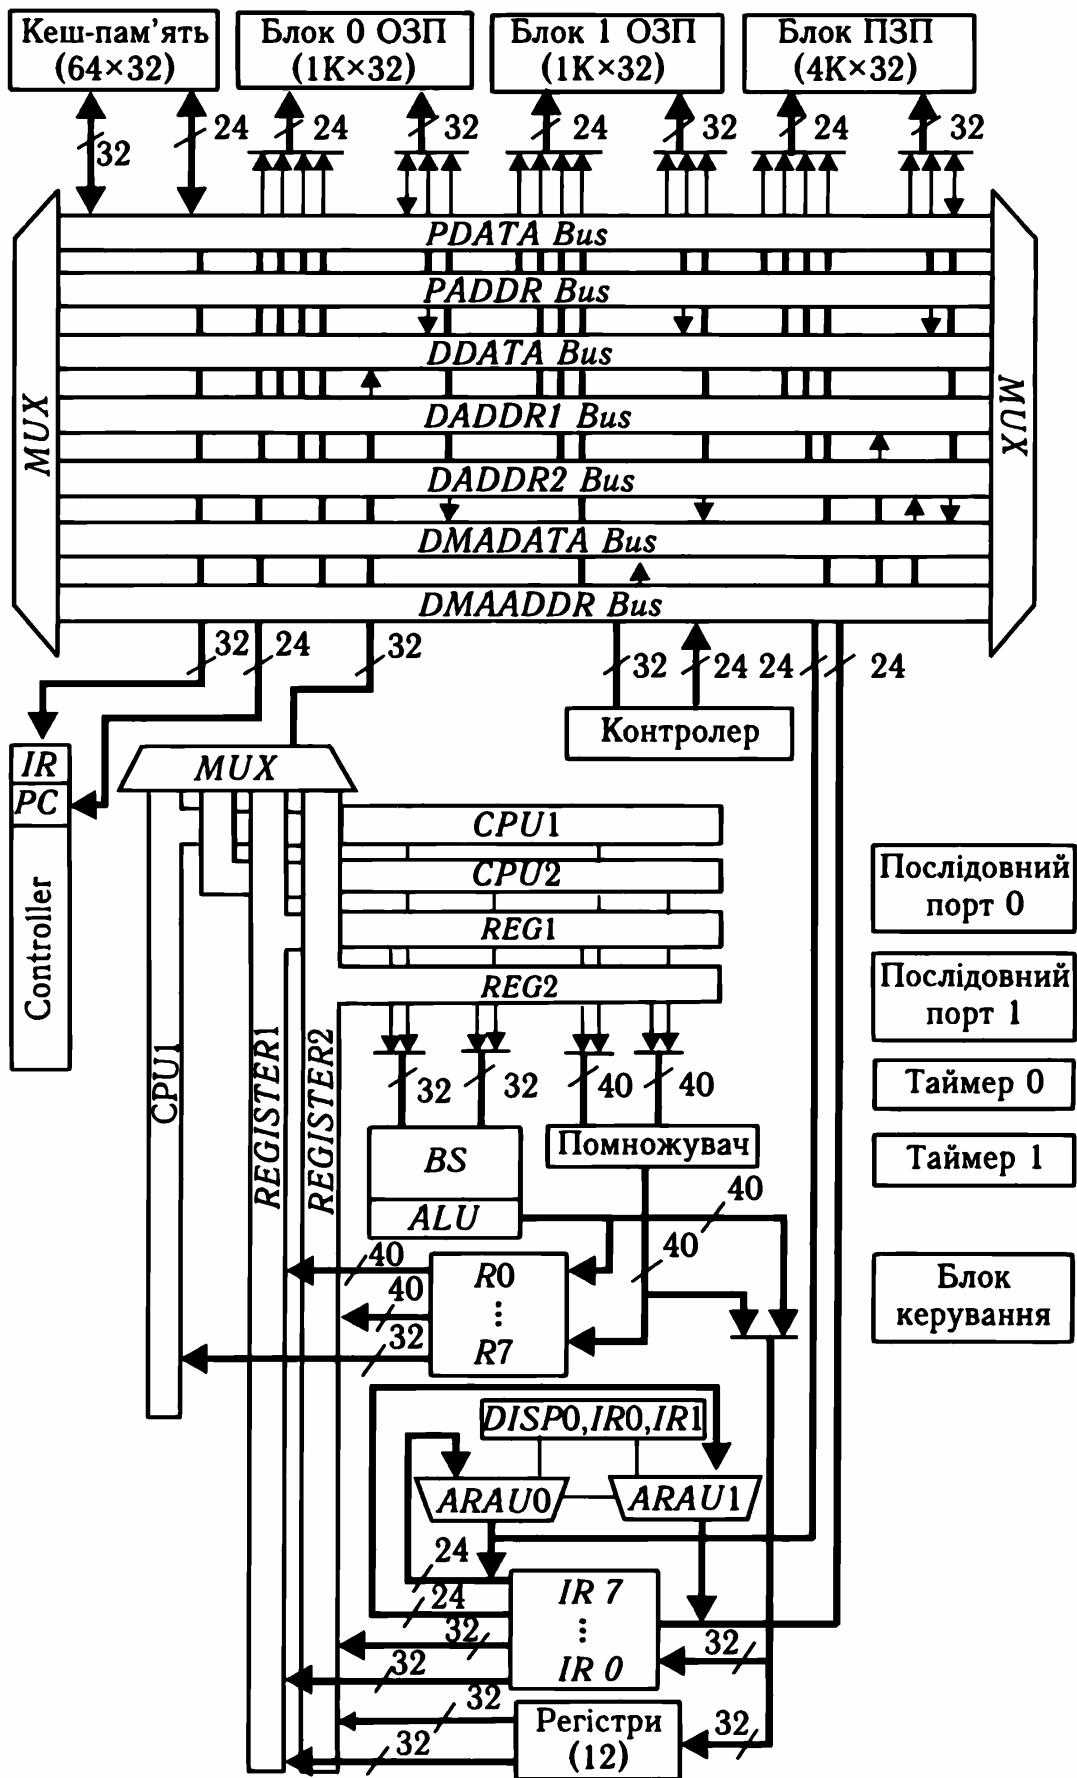 Кеш-пам'ять
(64×32)
Блок 0 ОЗП
(1К×32)
Блок 1 ОЗП
(1К×32)
Блок ПЗП
(4К×32)
32
24
24
32
24
32
24
32
MUX
PDATA Bus
PADDR Bus
DDATA Bus
DADDR1 Bus
DADDR2 Bus
DMADATA Bus
DMAADDR Bus
MUX
32
24
32
32
24
24
24
Контролер
IR
PC
Controller
MUX
CPU1
CPU2
REG1
REG2
CPU1
REGISTER1
REGISTER2
32
32
40
40
BS
ALU
Помножувач
40
40
40
40
32
R0
⋮
R7
DISP0,IR0,IR1
ARAU0
ARAU1
24
24
32
32
IR 7
⋮
IR 0
32
32
32
Регістри
(12)
32
Послідовний
порт 0
Послідовний
порт 1
Таймер 0
Таймер 1
Блок
керування